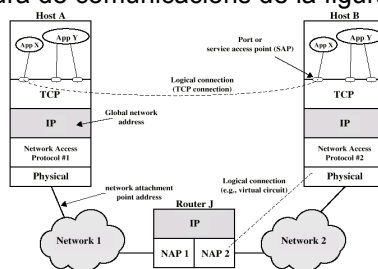 ura de comunicacións de la figur
Host A
Host B
App X
App Y
Port or
service access point (SAP)
App X
App Y
Logical connection
(TCP connection)
TCP
TCP
Global network
address
IP
IP
Network Access
Protocol #1
Network Access
Protocol #2
Physical
Physical
Logical connection
(e.g., virtual circuit)
network attachment
point address
Router J
IP
Network 1
NAP 1
NAP 2
Network 2